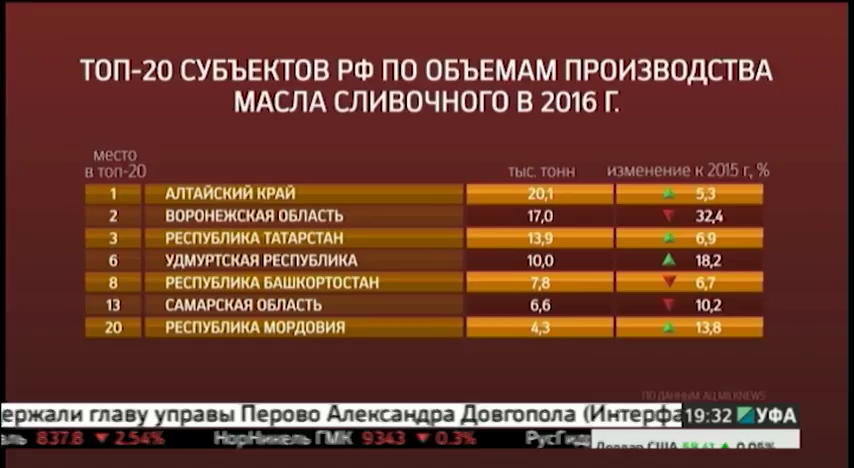 ТОП-20 СУБЪЕКТОВ РФ ПО ОБЪЕМАМ ПРОИЗВОДСТВА
МАСЛА СЛИВОЧНОГО В 2016 Г.
место
в топ-20 тыс. тонн изменение к 2015 г., %
1 АЛТАЙСКИЙ КРАЙ 20,1 5,3
2 ВОРОНЕЖСКАЯ ОБЛАСТЬ 17,0 32,4
3 РЕСПУБЛИКА ТАТАРСТАН 13,9 6,9
6 УДМУРТСКАЯ РЕСПУБЛИКА 10,0 18,2
8 РЕСПУБЛИКА БАШКОРТОСТАН 7,8 6,7
13 САМАРСКАЯ ОБЛАСТЬ 6,6 10,2
20 РЕСПУБЛИКА МОРДОВИЯ 4,3 13,8
ПО ДАННЫМ: ALLMILKNEWS
ержали главу управы Перово Александра Довгопола (Интерфа 19:32 УФА
аль 837.8 ▼ 2.54% НорНикель ГМК 9343 ▼ 0.3% РусГид
Доллар США